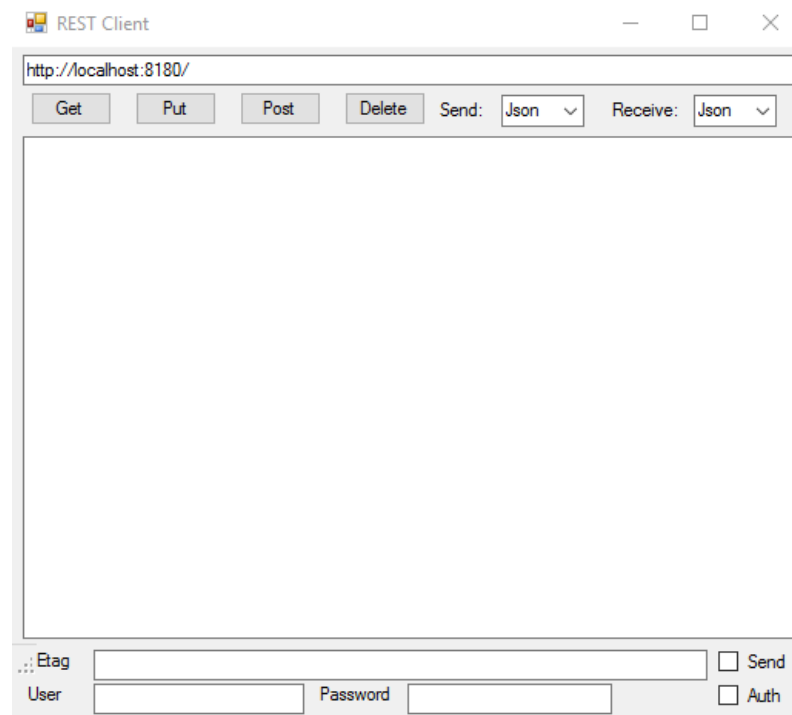 REST Client
http://localhost:8180/
Get Put Post Delete Send: Json Receive: Json
Etag Send
User Password Auth